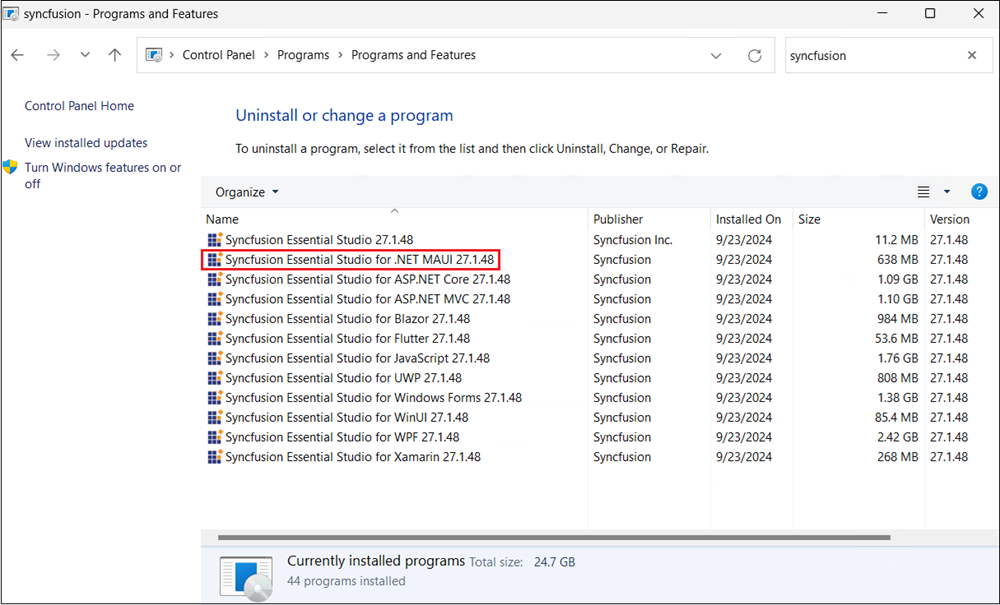 syncfusion - Programs and Features
Control Panel > Programs > Programs and Features
syncfusion
Control Panel Home
View installed updates
Turn Windows features on or
off
Uninstall or change a program
To uninstall a program, select it from the list and then click Uninstall, Change, or Repair.
Organize
Name Publisher Installed On Size Version
Syncfusion Essential Studio 27.1.48 Syncfusion Inc. 9/23/2024 11.2 MB 27.1.48
Syncfusion Essential Studio for .NET MAUI 27.1.48 Syncfusion 9/23/2024 638 MB 27.1.48
Syncfusion Essential Studio for ASP.NET Core 27.1.48 Syncfusion 9/23/2024 1.09 GB 27.1.48
Syncfusion Essential Studio for ASP.NET MVC 27.1.48 Syncfusion 9/23/2024 1.10 GB 27.1.48
Syncfusion Essential Studio for Blazor 27.1.48 Syncfusion 9/23/2024 984 MB 27.1.48
Syncfusion Essential Studio for Flutter 27.1.48 Syncfusion 9/23/2024 53.6 MB 27.1.48
Syncfusion Essential Studio for JavaScript 27.1.48 Syncfusion 9/23/2024 1.76 GB 27.1.48
Syncfusion Essential Studio for UWP 27.1.48 Syncfusion 9/23/2024 808 MB 27.1.48
Syncfusion Essential Studio for Windows Forms 27.1.48 Syncfusion 9/23/2024 1.38 GB 27.1.48
Syncfusion Essential Studio for WinUI 27.1.48 Syncfusion 9/23/2024 85.4 MB 27.1.48
Syncfusion Essential Studio for WPF 27.1.48 Syncfusion 9/23/2024 2.42 GB 27.1.48
Syncfusion Essential Studio for Xamarin 27.1.48 Syncfusion 9/23/2024 268 MB 27.1.48
Currently installed programs Total size: 24.7 GB
44 programs installed